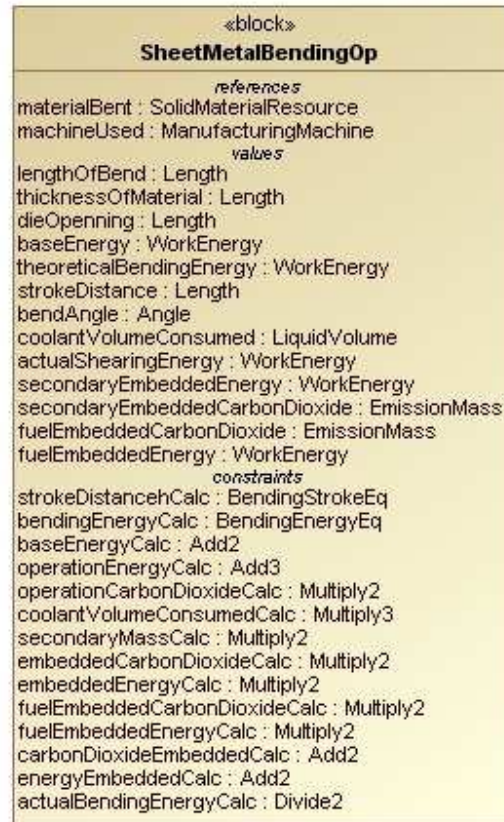 «block»
SheetMetalBendingOp
references
materialBent : SolidMaterialResource
machineUsed : ManufacturingMachine
values
lengthOfBend : Length
thicknessOfMaterial : Length
dieOpenning : Length
baseEnergy : WorkEnergy
theoreticalBendingEnergy : WorkEnergy
strokeDistance : Length
bendAngle : Angle
coolantVolumeConsumed : LiquidVolume
actualShearingEnergy : WorkEnergy
secondaryEmbeddedEnergy : WorkEnergy
secondaryEmbeddedCarbonDioxide : EmissionMass
fuelEmbeddedCarbonDioxide : EmissionMass
fuelEmbeddedEnergy : WorkEnergy
constraints
strokeDistancehCalc : BendingStrokeEq
bendingEnergyCalc : BendingEnergyEq
baseEnergyCalc : Add2
operationEnergyCalc : Add3
operationCarbonDioxideCalc : Multiply2
coolantVolumeConsumedCalc : Multiply3
secondaryMassCalc : Multiply2
embeddedCarbonDioxideCalc : Multiply2
embeddedEnergyCalc : Multiply2
fuelEmbeddedCarbonDioxideCalc : Multiply2
fuelEmbeddedEnergyCalc : Multiply2
carbonDioxideEmbeddedCalc : Add2
energyEmbeddedCalc : Add2
actualBendingEnergyCalc : Divide2